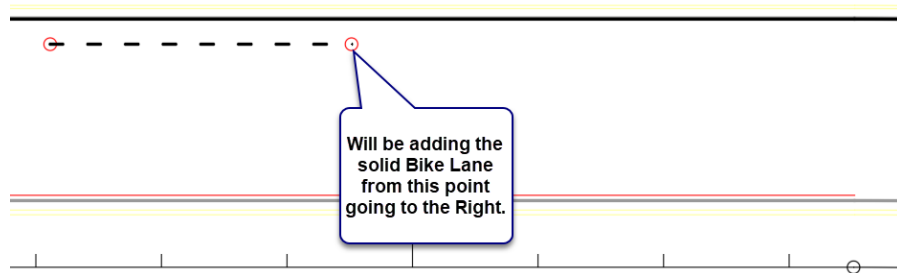 Will be adding the
solid Bike Lane
from this point
going to the Right.